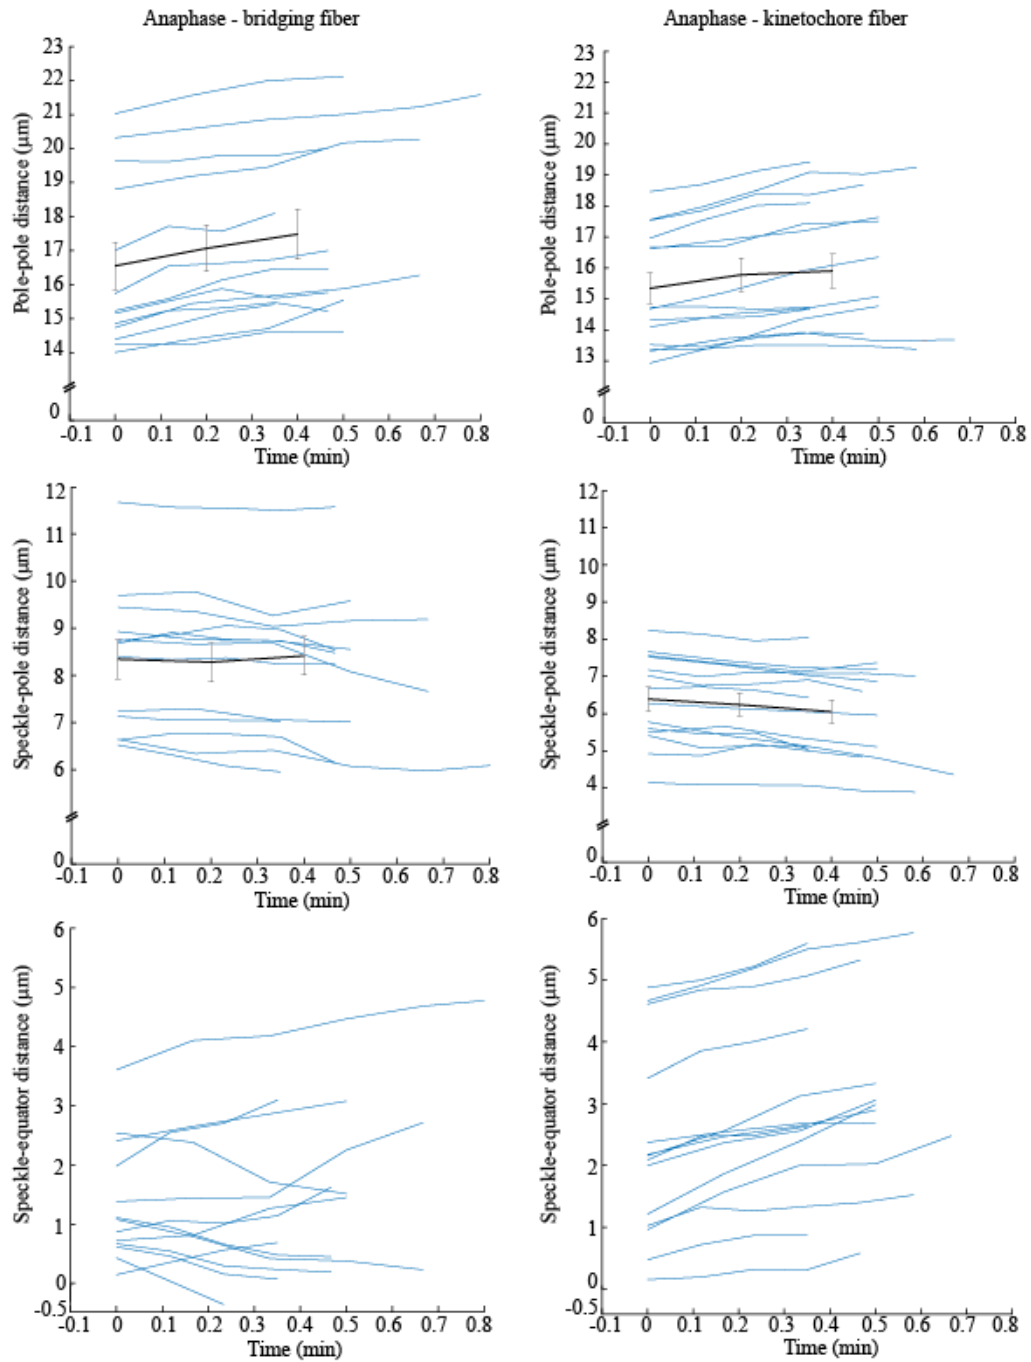 Anaphase - bridging fiber
Anaphase - kinetochore fiber
Pole-pole distance (μm)
23
22
21
20
19
18
17
16
15
14
0
-0.1 0 0.1 0.2 0.3 0.4 0.5 0.6 0.7 0.8
Time (min)
Pole-pole distance (μm)
23
22
21
20
19
18
17
16
15
14
13
0
-0.1 0 0.1 0.2 0.3 0.4 0.5 0.6 0.7 0.8
Time (min)
Speckle-pole distance (μm)
12
11
10
9
8
7
6
0
-0.1 0 0.1 0.2 0.3 0.4 0.5 0.6 0.7 0.8
Time (min)
Speckle-pole distance (μm)
12
11
10
9
8
7
6
5
4
0
-0.1 0 0.1 0.2 0.3 0.4 0.5 0.6 0.7 0.8
Time (min)
Speckle-equator distance (μm)
6
5
4
3
2
1
0
-0.5
-0.1 0 0.1 0.2 0.3 0.4 0.5 0.6 0.7 0.8
Time (min)
Speckle-equator distance (μm)
6
5
4
3
2
1
0
-0.5
-0.1 0 0.1 0.2 0.3 0.4 0.5 0.6 0.7 0.8
Time (min)